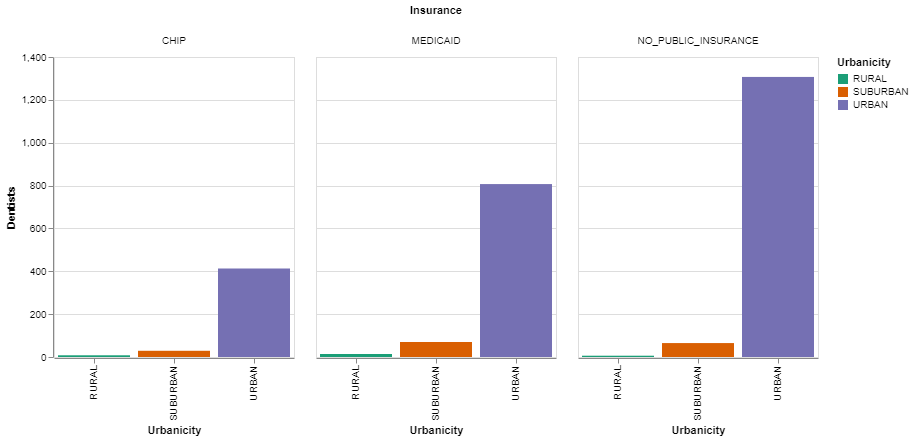 Insurance
CHIP
MEDICAID
NO_PUBLIC_INSURANCE
Dentists
1,400
1,200
1,000
800
600
400
200
0
RURAL
SUBURBAN
URBAN
RURAL
SUBURBAN
URBAN
RURAL
SUBURBAN
URBAN
Urbanicity
Urbanicity
Urbanicity
Urbanicity
RURAL
SUBURBAN
URBAN